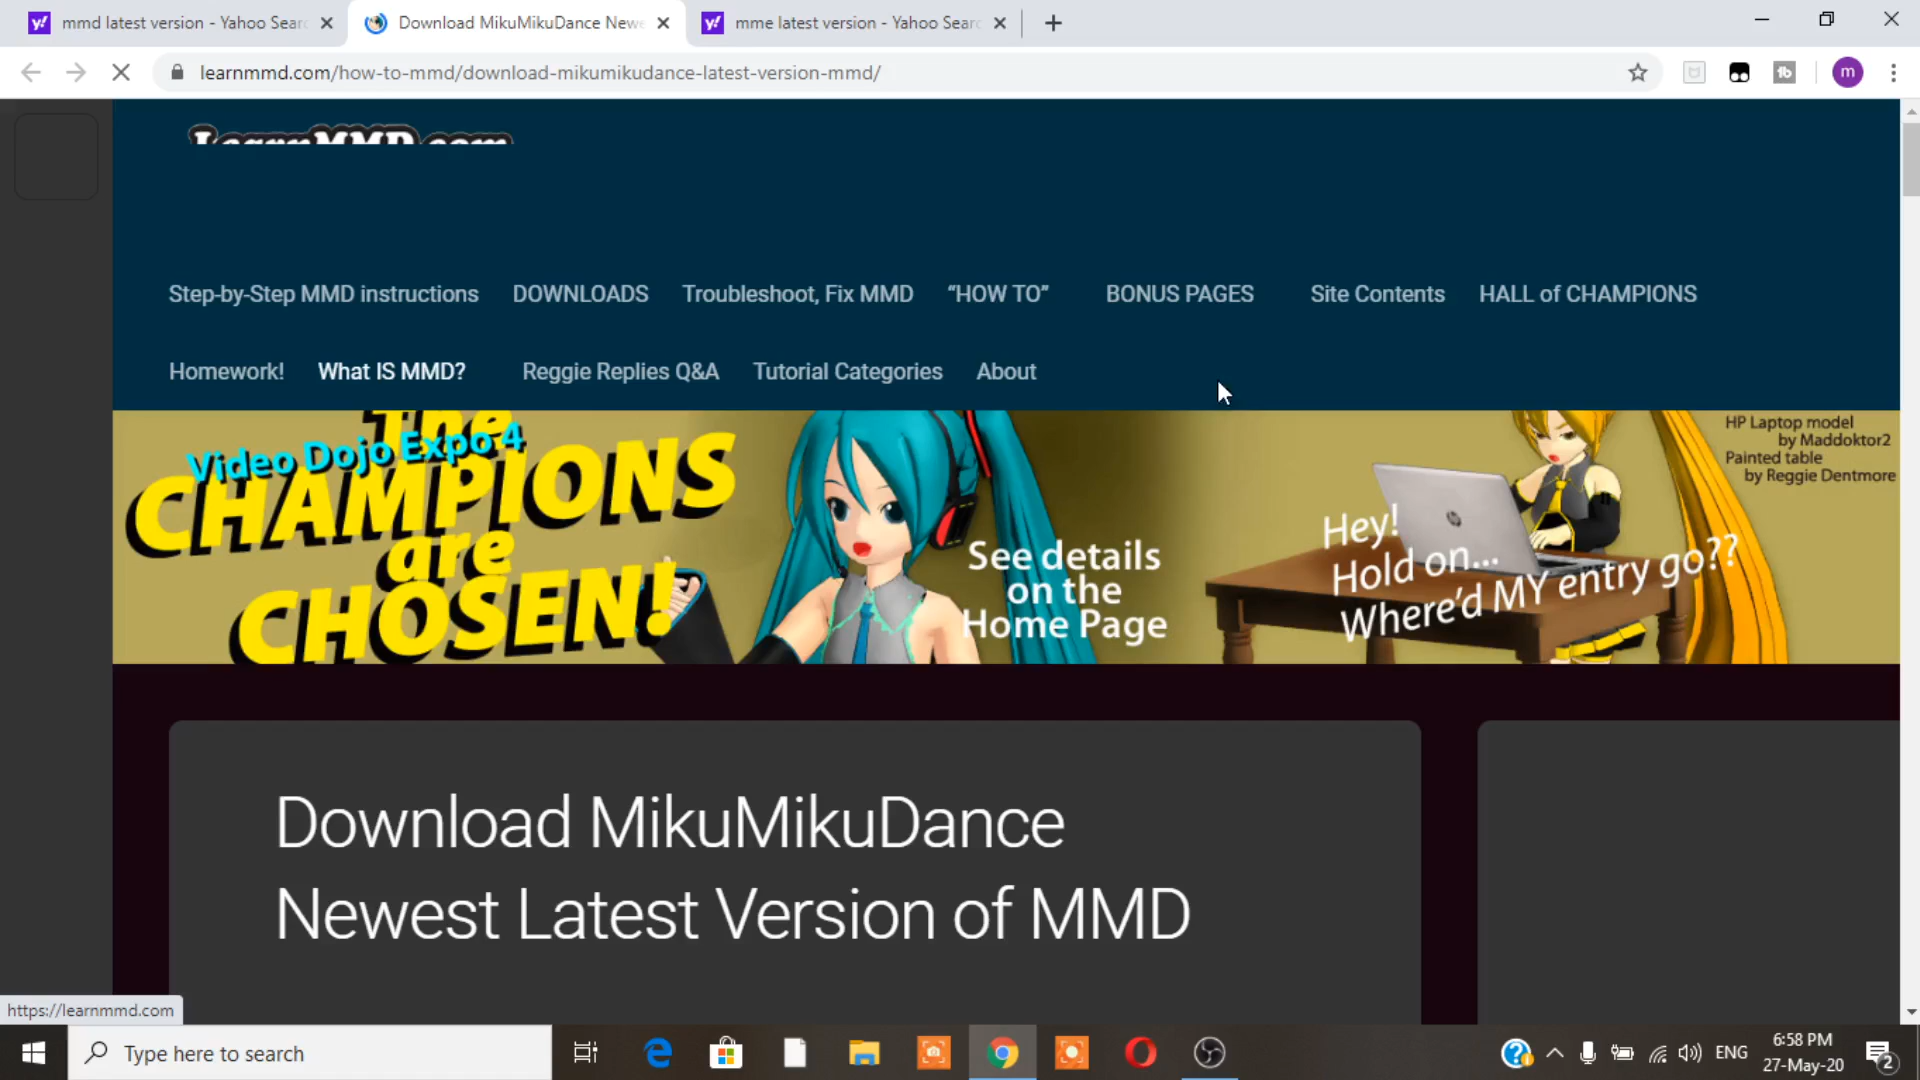 mmd latest version - Yahoo Sear
Download MikuMikuDance Newe
mme latest version - Yahoo Sear
learnmmd.com/how-to-mmd/download-mikumikudance-latest-version-mmd/
m
LearnMMD.com
Step-by-Step MMD instructions DOWNLOADS Troubleshoot, Fix MMD “HOW TO” BONUS PAGES Site Contents HALL of CHAMPIONS
Homework! What IS MMD? Reggie Replies Q&A Tutorial Categories About
The
Video Dojo Expo 4
CHAMPIONS
are
CHOSEN!
See details
on the
Home Page
Hey!
Hold on...
Where'd MY entry go??
HP Laptop model
by Maddoktor2
Painted table
by Reggie Dentmore
Download MikuMikuDance
Newest Latest Version of MMD
https://learnmmd.com
Type here to search
ENG
6:58 PM
27-May-20
2